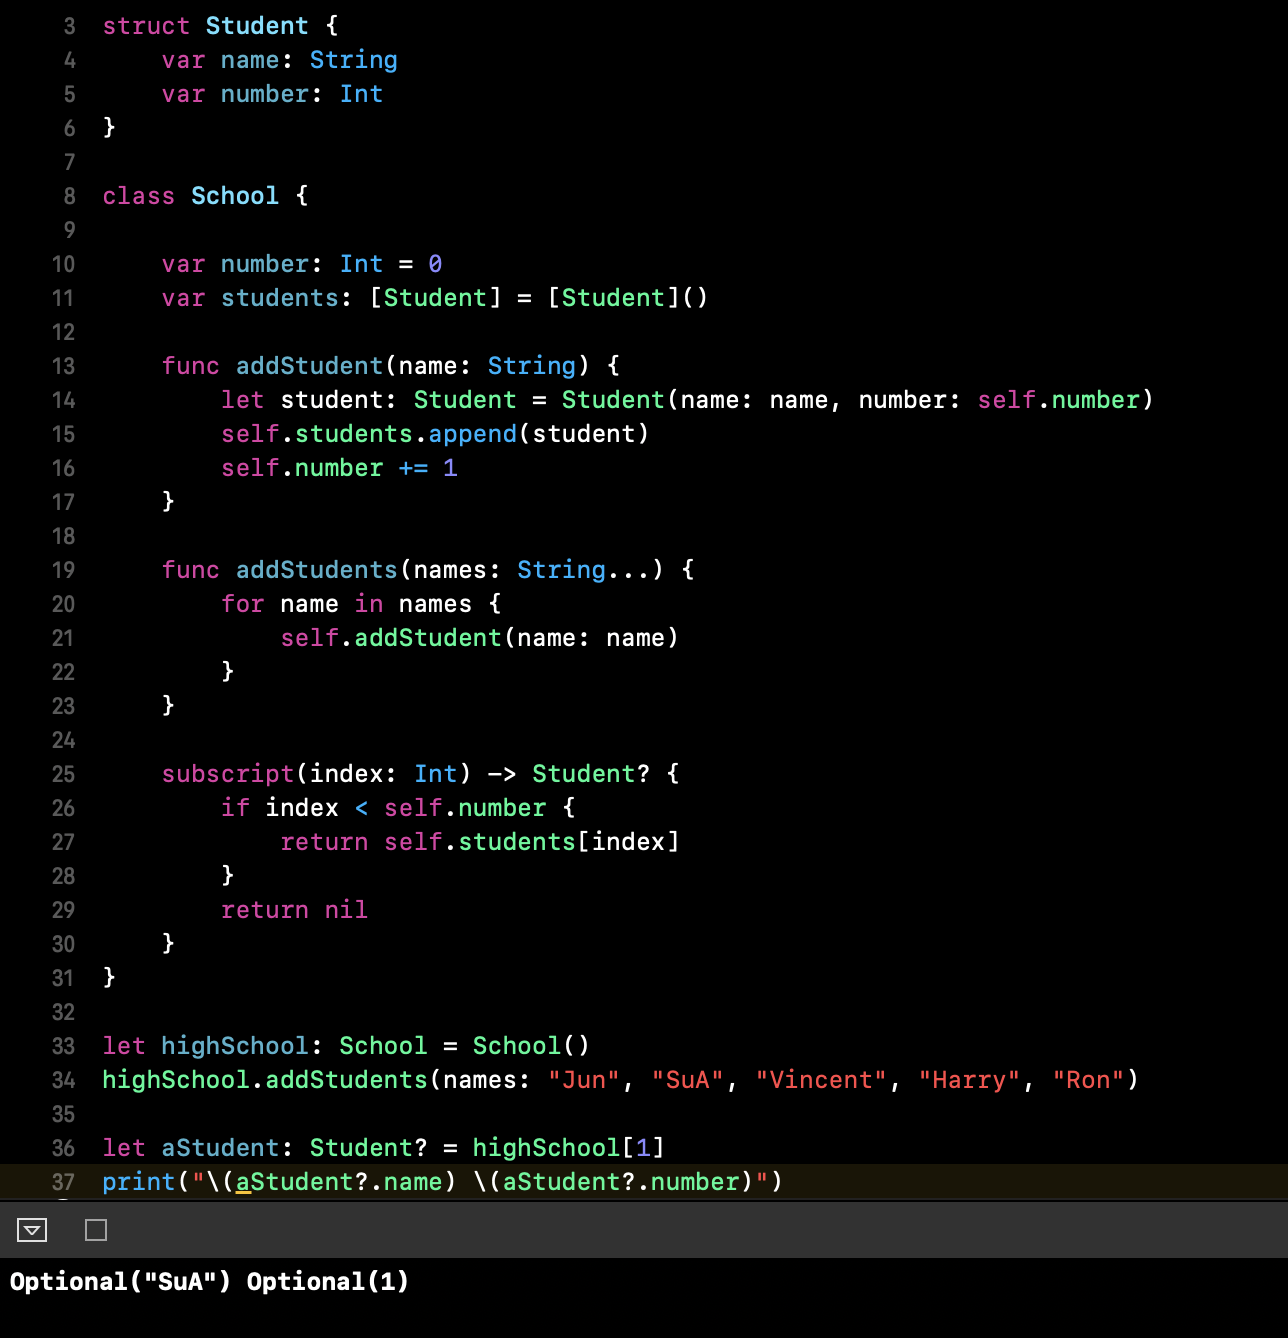 3 struct Student {
4     var name: String
5     var number: Int
6 }
7
8 class School {
9
10     var number: Int = 0
11     var students: [Student] = [Student]()
12
13     func addStudent(name: String) {
14         let student: Student = Student(name: name, number: self.number)
15         self.students.append(student)
16         self.number += 1
17     }
18
19     func addStudents(names: String...) {
20         for name in names {
21             self.addStudent(name: name)
22         }
23     }
24
25     subscript(index: Int) -> Student? {
26         if index < self.number {
27             return self.students[index]
28         }
29         return nil
30     }
31 }
32
33 let highSchool: School = School()
34 highSchool.addStudents(names: "Jun", "SuA", "Vincent", "Harry", "Ron")
35
36 let aStudent: Student? = highSchool[1]
37 print("\(aStudent?.name) \(aStudent?.number)")
Optional("SuA") Optional(1)